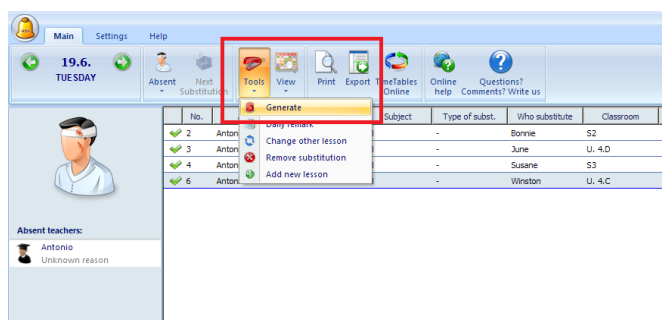 Main Settings Help
19.6.
TUESDAY
Absent
Next
Substitution
Tools
View
Print
Export
TimeTables
Online
Online
help
Questions?
Comments? Write us
Generate
Daily remark
Change other lesson
Remove substitution
Add new lesson
No. Subject Type of subst. Who substitute Classroom
2 Anton - Bonnie S2
3 Anton - June U. 4.D
4 Anton - Susane S3
6 Anton - Winston U. 4.C
Absent teachers:
Antonio
Unknown reason